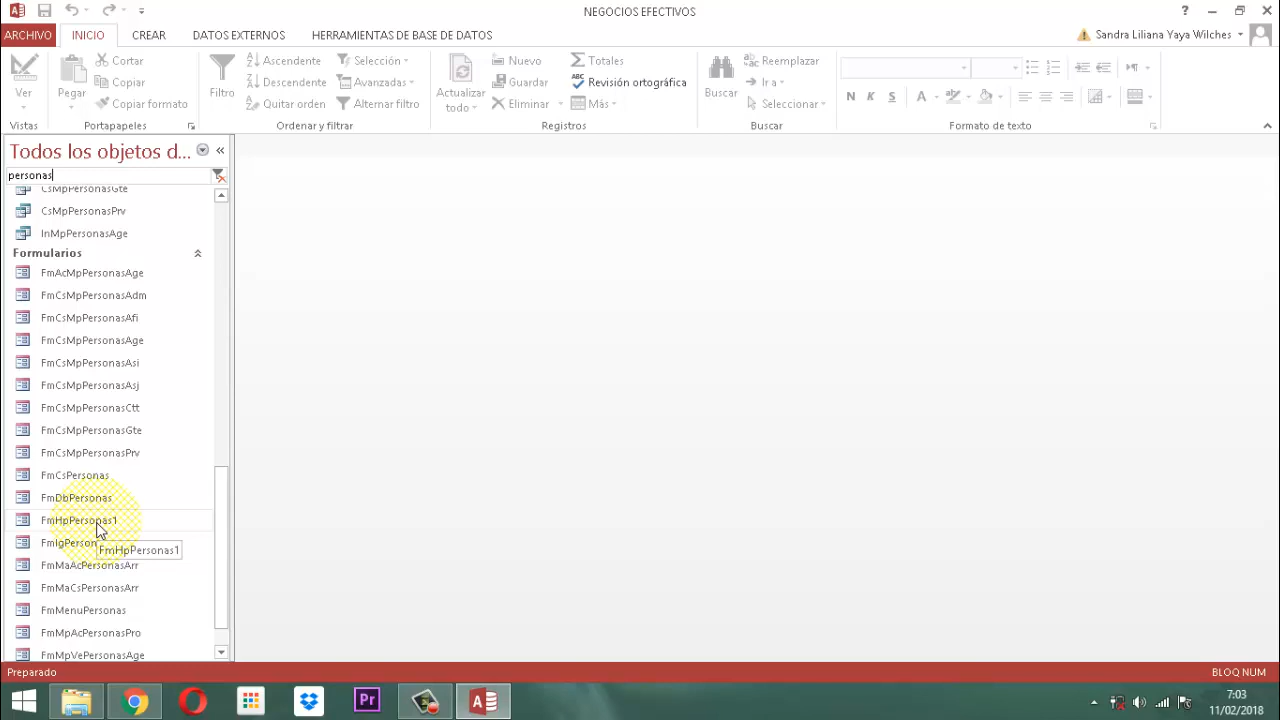 NEGOCIOS EFECTIVOS
?
ARCHIVO INICIO CREAR DATOS EXTERNOS HERRAMIENTAS DE BASE DE DATOS
Sandra Liliana Yaya Wilches
Ver
Vistas
Pegar
Cortar
Copiar
Copiar formato
Portapapeles
Filtro
Ascendente
Descendente
Quitar orden
Selección
Avanzadas
Alternar filtro
Ordenar y filtrar
Actualizar
todo
Nuevo
Guardar
Eliminar
Totales
Revisión ortográfica
Más
Registros
Buscar
Reemplazar
Ir a
Seleccionar
Buscar
N K S A
Formato de texto
Todos los objetos d...
personas
CsMpPersonasGte
CsMpPersonasPrv
InMpPersonasAge
Formularios
FmAcMpPersonasAge
FmCsMpPersonasAdm
FmCsMpPersonasAfi
FmCsMpPersonasAge
FmCsMpPersonasAsi
FmCsMpPersonasAsj
FmCsMpPersonasCtt
FmCsMpPersonasGte
FmCsMpPersonasPrv
FmCsPersonas
FmDbPersonas
FmHpPersonas1
FmIgPerson
FmHpPersonas1
FmMaAcPersonasArr
FmMaCsPersonasArr
FmMenuPersonas
FmMpAcPersonasPro
FmMpVePersonasAge
Preparado
BLOQ NUM
Pr
7:03
11/02/2018